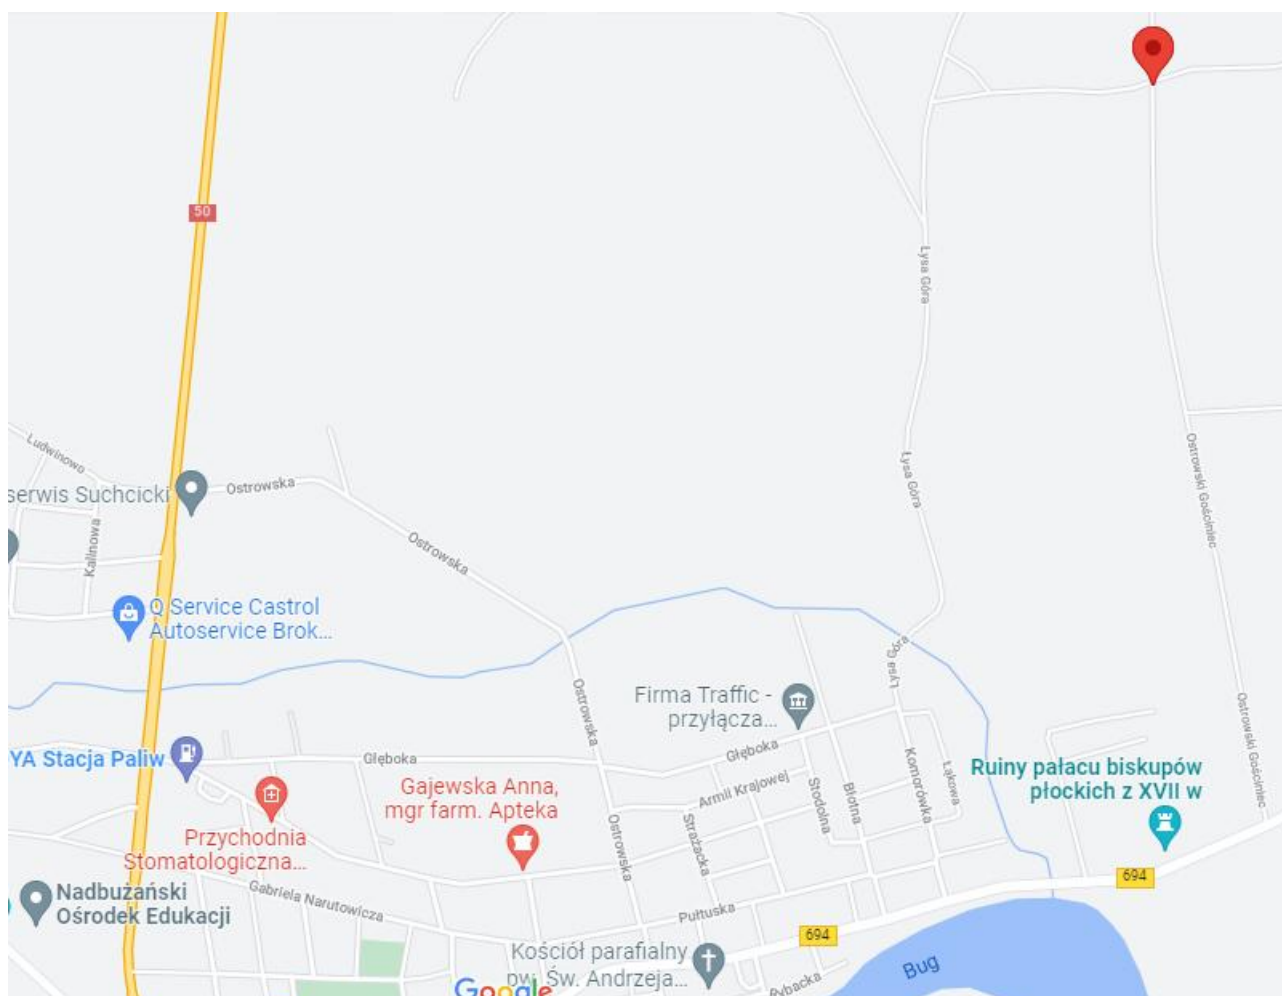 50
Łysa Góra
Ludwinowo
Łysa Góra
Ostrowski Gościniec
serwis Suchcicki
Ostrowska
Kalinowa
Ostrowska
Q Service Castrol
Autoservice Brok...
Łysa Góra
Ostrowska
Firma Traffic -
przyłącza...
Ostrowski Gościniec
YA Stacja Paliw
Głęboka
Głęboka
Komorówka
Łąkowa
Ruiny pałacu biskupów
płockich z XVII w
Gajewska Anna,
mgr farm. Apteka
Armii Krajowej
Stodolna
Błotna
Przychodnia
Stomatologiczna...
Ostrowska
Strażacka
694
Nadbużański
Ośrodek Edukacji
Gabriela Narutowicza
Pułtuska
694
Kościół parafialny
pw. Św. Andrzeja...
Bug
Rybacka
Google